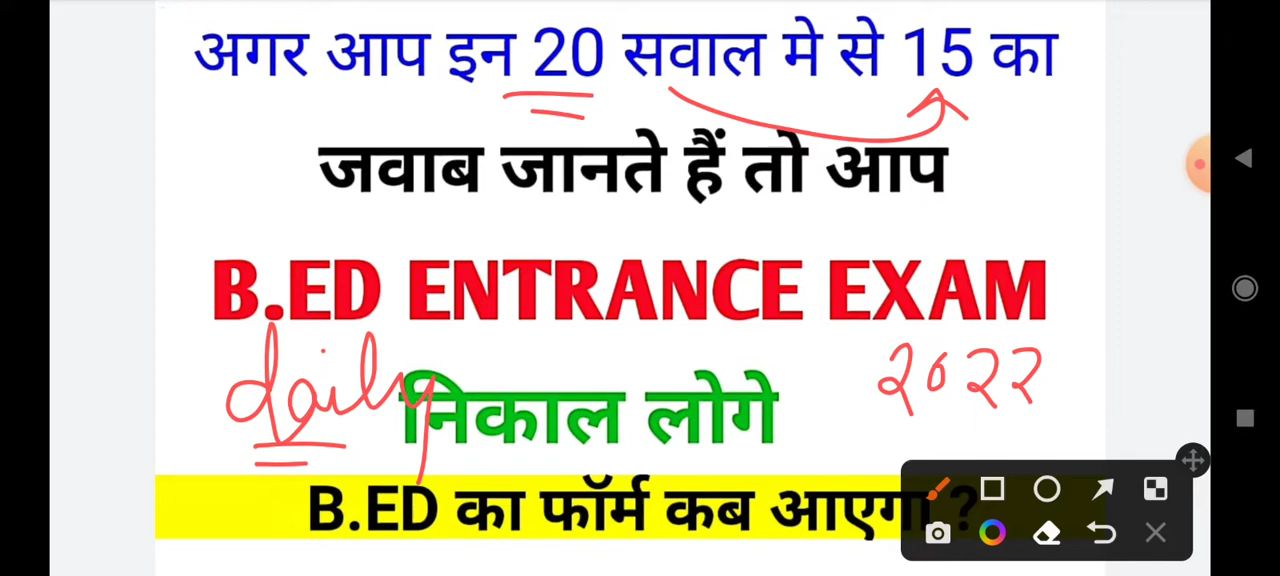 अगर आप इन 20 सवाल मे से 15 का
जवाब जानते हैं तो आप
B.ED ENTRANCE EXAM
daily
निकाल लोगे
२०२२
B.ED का फॉर्म कब आएगा ?